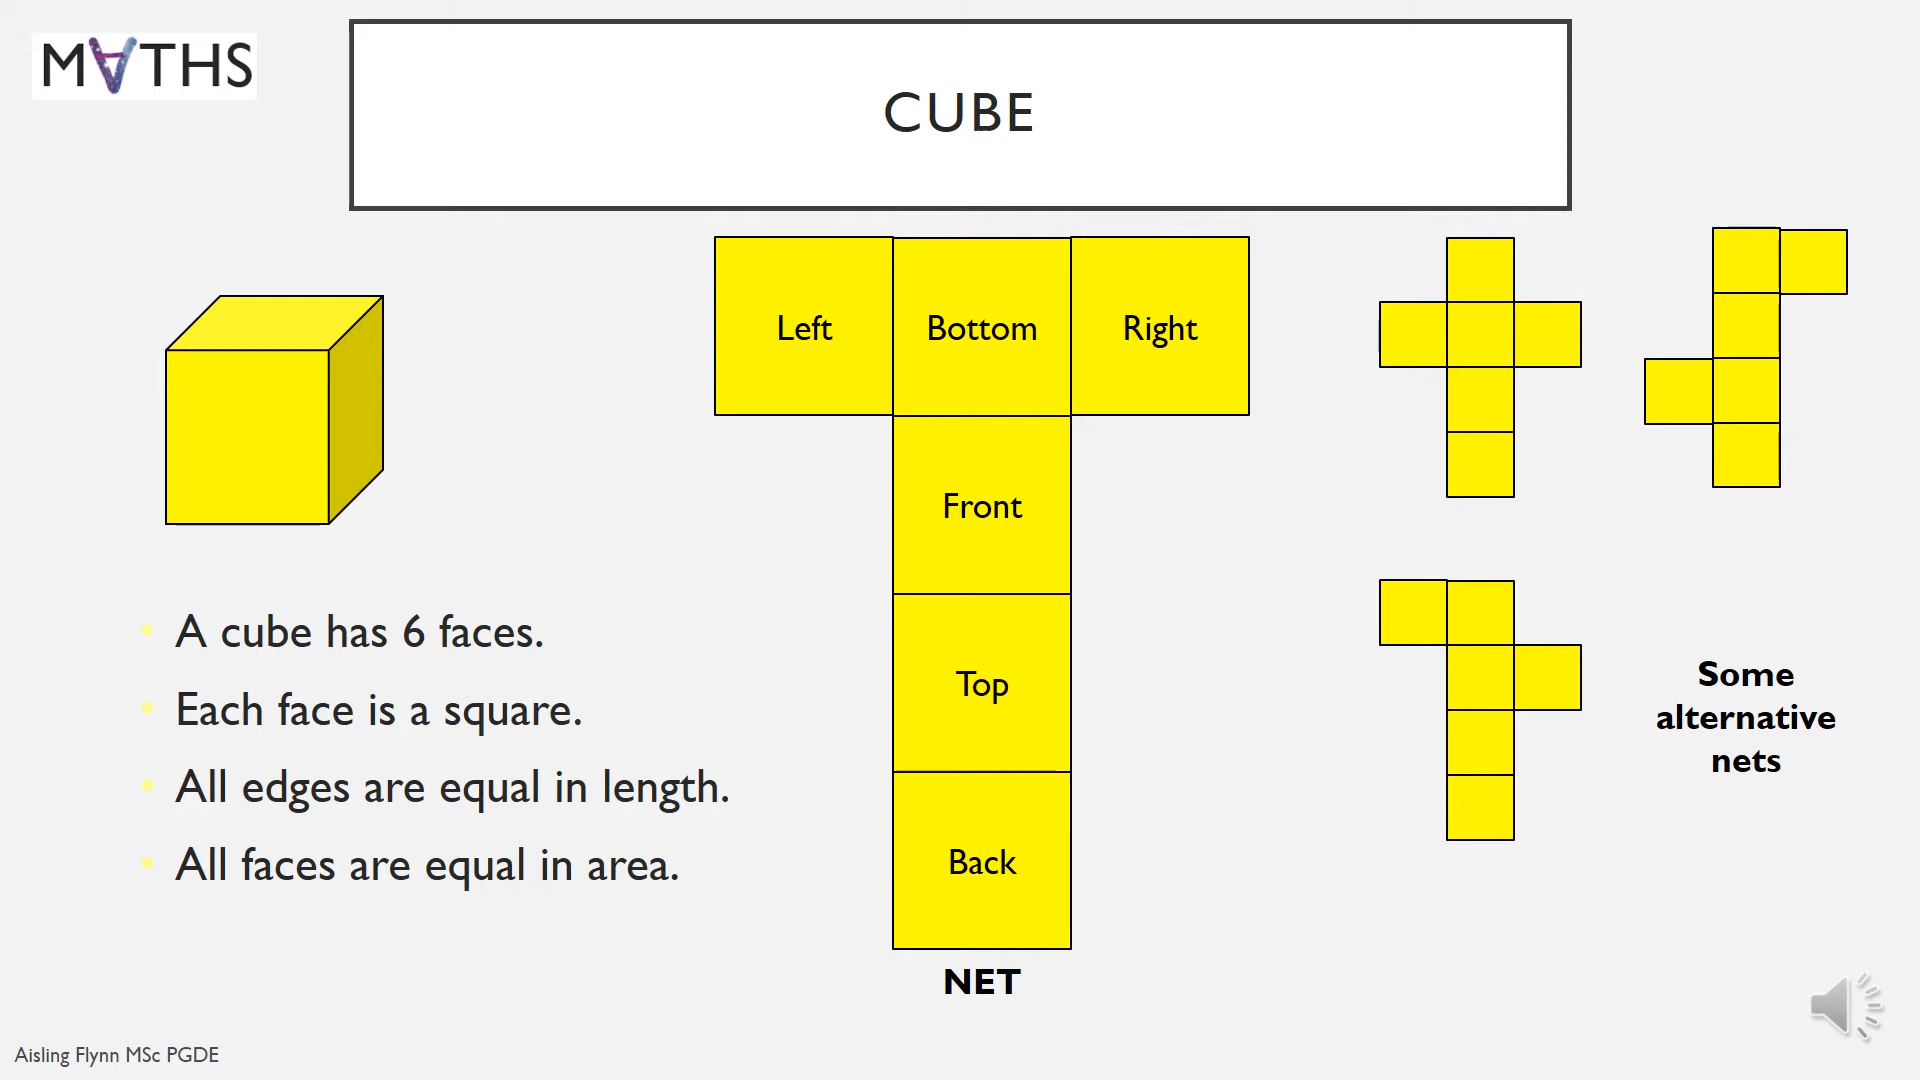 M∀THS
CUBE
Left
Bottom
Right
Front
Top
Back
NET
• A cube has 6 faces.
• Each face is a square.
• All edges are equal in length.
• All faces are equal in area.
Some
alternative
nets
Aisling Flynn MSc PGDE